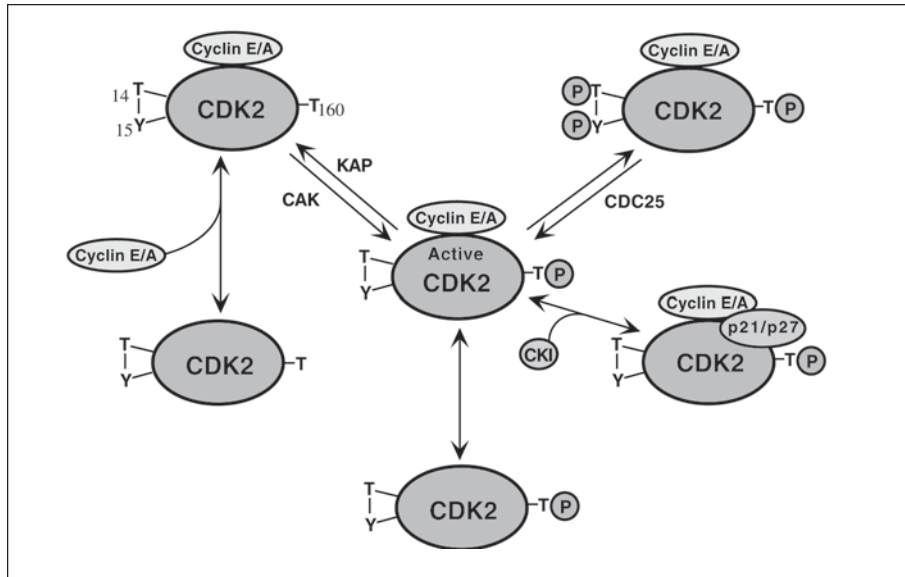 Cyclin E/A
14 T
CDK2
T160
15 Y
Cyclin E/A
P T
CDK2
T P
P Y
KAP
CAK
CDC25
Cyclin E/A
Active
CDK2
T
Y
T P
Cyclin E/A
Cyclin E/A
p21/p27
CKI
T
CDK2
T P
Y
T
CDK2
T
Y
T
CDK2
T P
Y